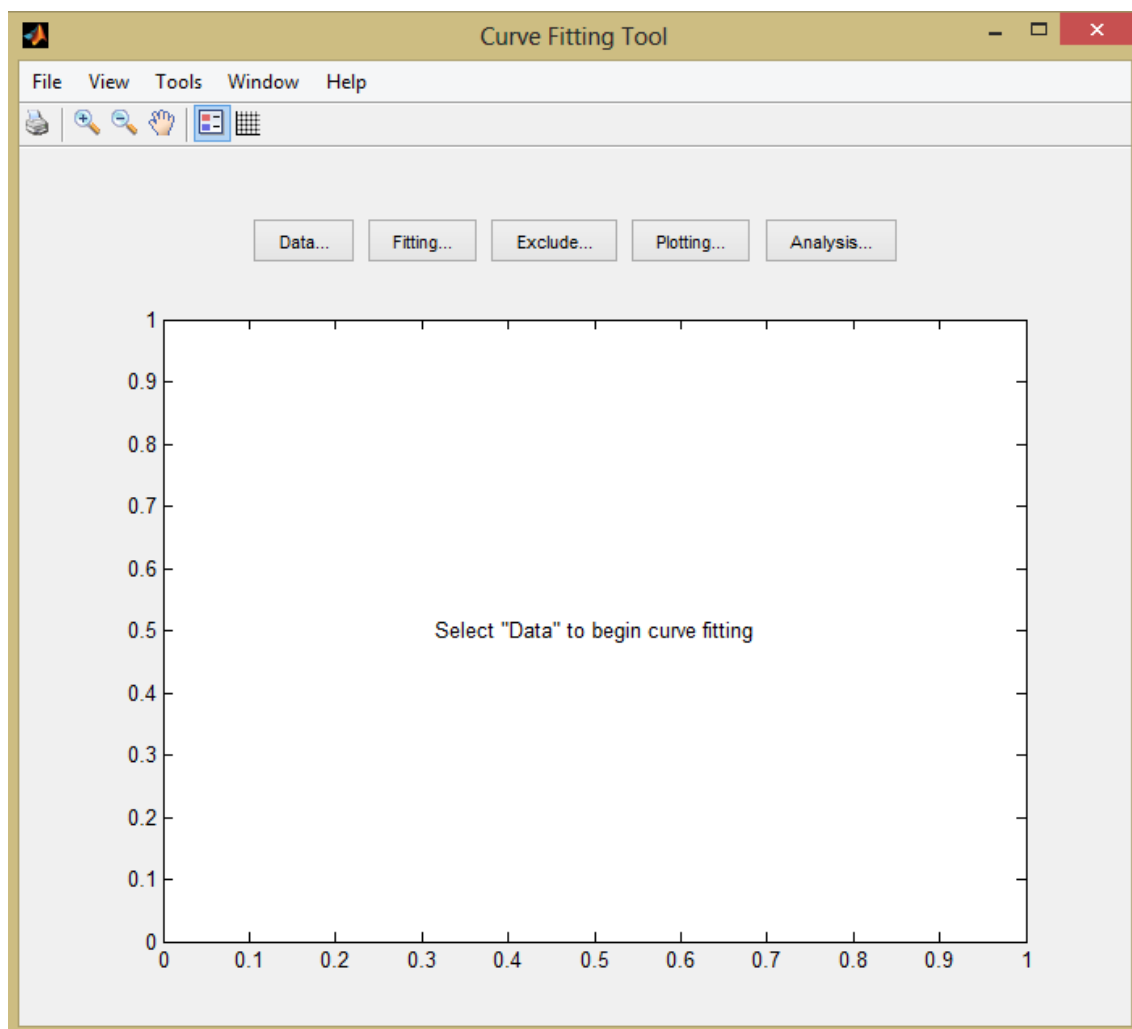 Curve Fitting Tool
File View Tools Window Help
Data... Fitting... Exclude... Plotting... Analysis...
1
0.9
0.8
0.7
0.6
0.5
Select "Data" to begin curve fitting
0.4
0.3
0.2
0.1
0
0 0.1 0.2 0.3 0.4 0.5 0.6 0.7 0.8 0.9 1